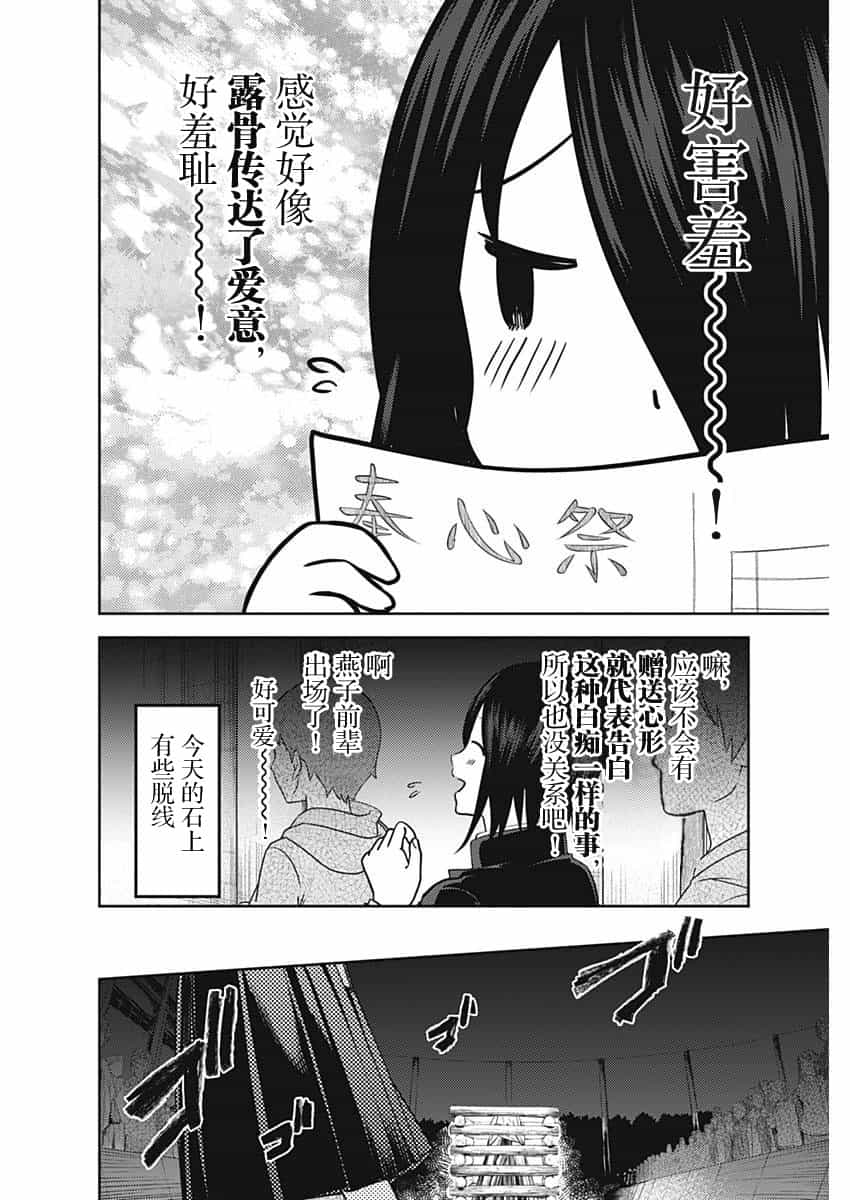 好害羞～～～～！
感觉好像
露骨传达了爱意，
好羞耻～～～～！
奉心祭
嘛，
应该不会有
赠送心形
就代表告白
这种白痴一样的事，
所以也没关系吧！
啊
燕子前辈
出场了！
好可爱～～～！
今天的石上
有些脱线
ゴゴゴ